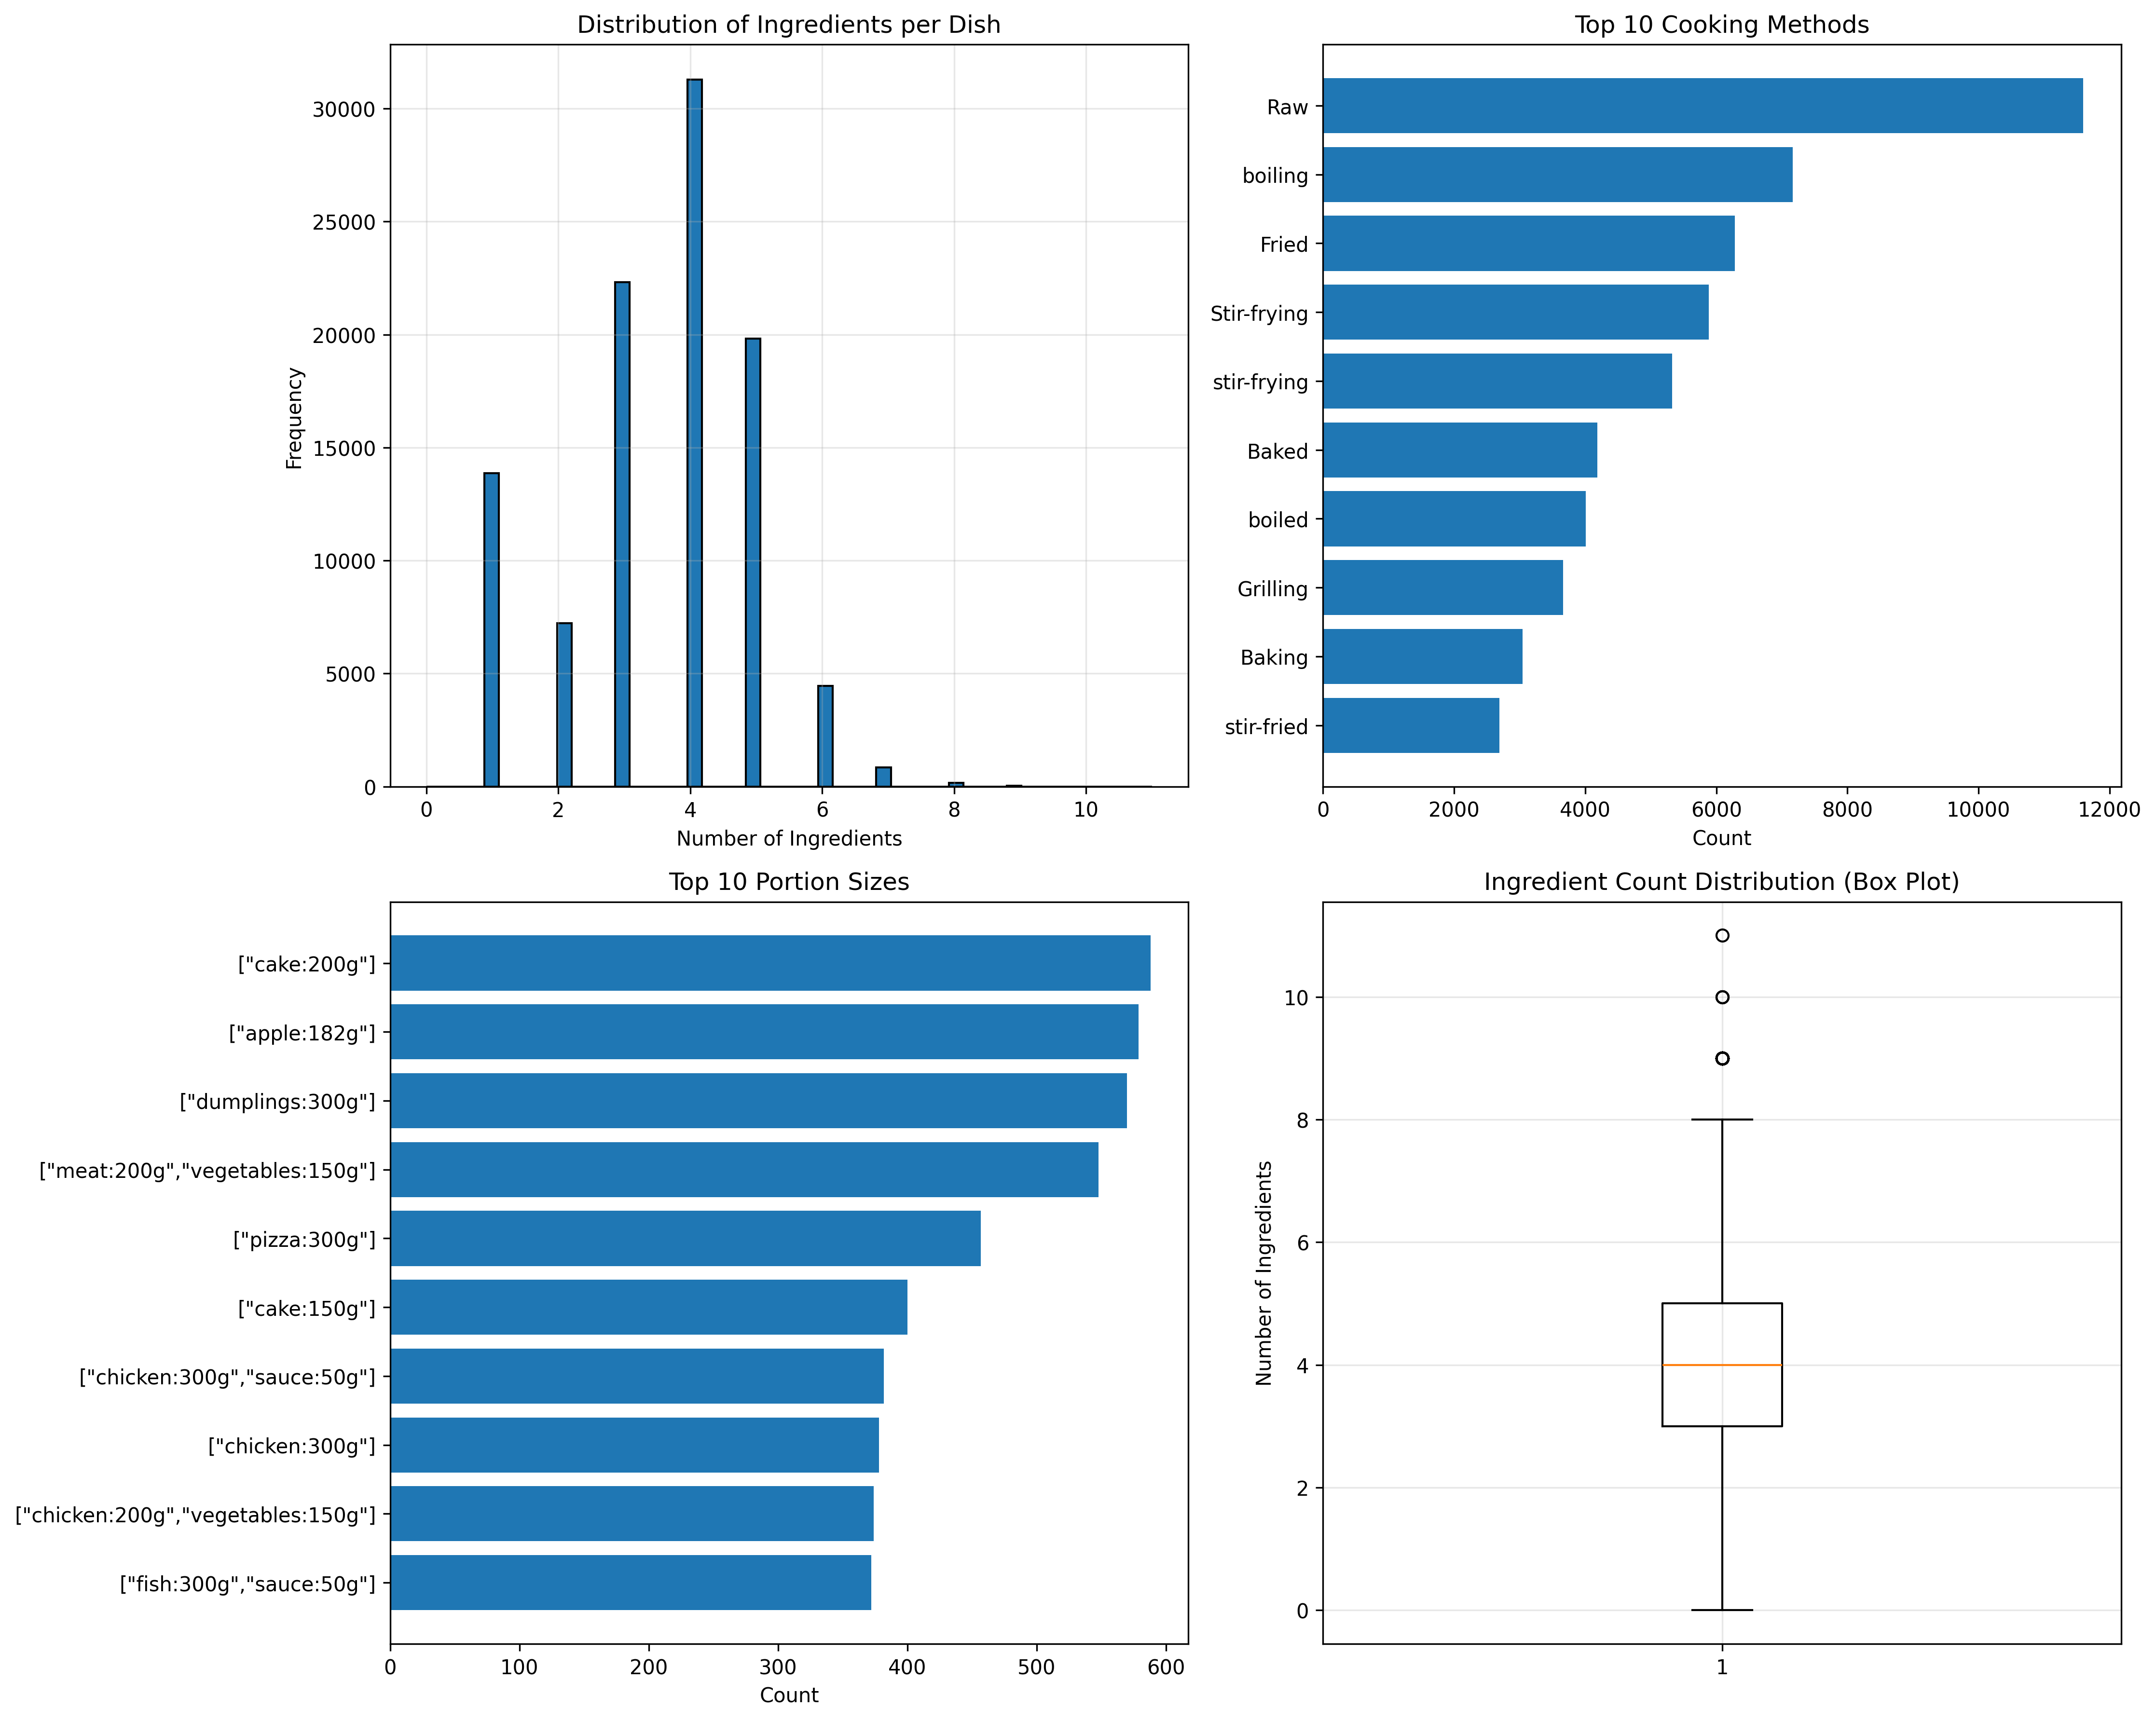 Distribution of Ingredients per Dish
30000
25000
20000
15000
10000
5000
0
Frequency
0 2 4 6 8 10
Number of Ingredients
Top 10 Cooking Methods
Raw
boiling
Fried
Stir-frying
stir-frying
Baked
boiled
Grilling
Baking
stir-fried
0 2000 4000 6000 8000 10000 12000
Count
Top 10 Portion Sizes
["cake:200g"]
["apple:182g"]
["dumplings:300g"]
["meat:200g","vegetables:150g"]
["pizza:300g"]
["cake:150g"]
["chicken:300g","sauce:50g"]
["chicken:300g"]
["chicken:200g","vegetables:150g"]
["fish:300g","sauce:50g"]
0 100 200 300 400 500 600
Count
Ingredient Count Distribution (Box Plot)
10
8
6
4
2
0
Number of Ingredients
1